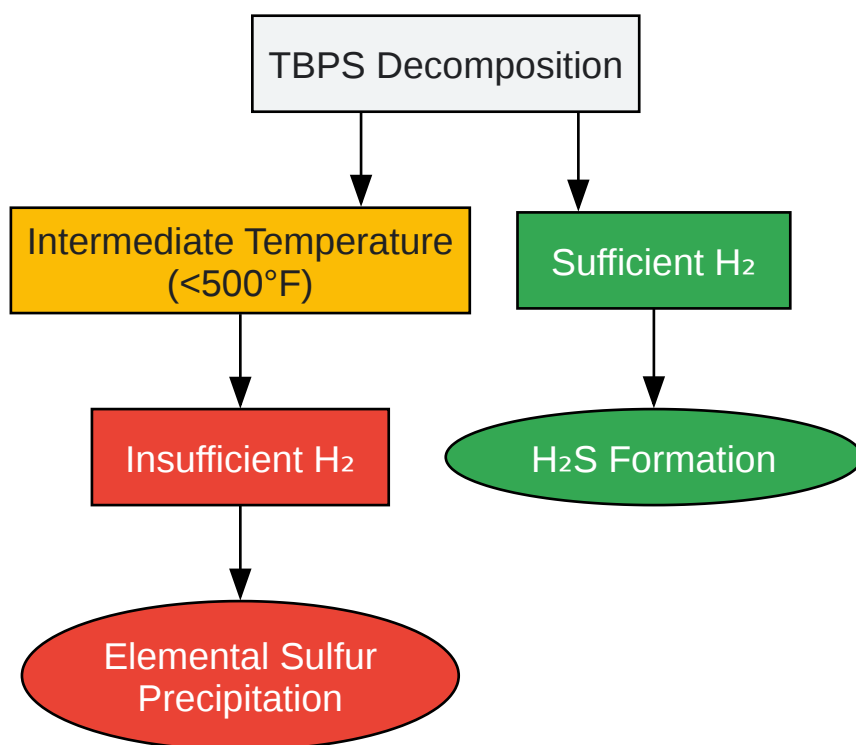 TBPS Decomposition
Intermediate Temperature
(<500°F)
Sufficient H₂
Insufficient H₂
H₂S Formation
Elemental Sulfur
Precipitation